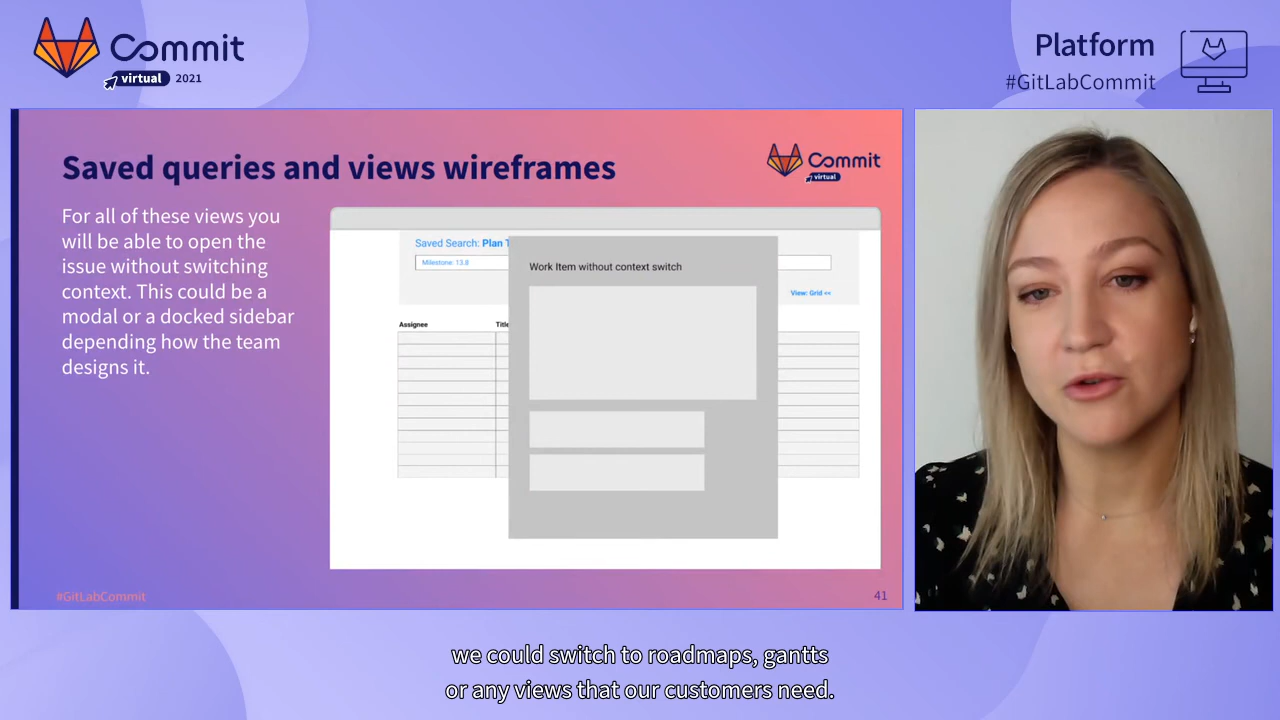 Commit
virtual 2021
Platform
#GitLabCommit
Saved queries and views wireframes
Commit
virtual
For all of these views you
will be able to open the
issue without switching
context. This could be a
modal or a docked sidebar
depending how the team
designs it.
Saved Search: Plan T
Milestone: 13.8
View: Grid <=
Assignee
Title
Work Item without context switch
#GitLabCommit
41
we could switch to roadmaps, gantts
or any views that our customers need.